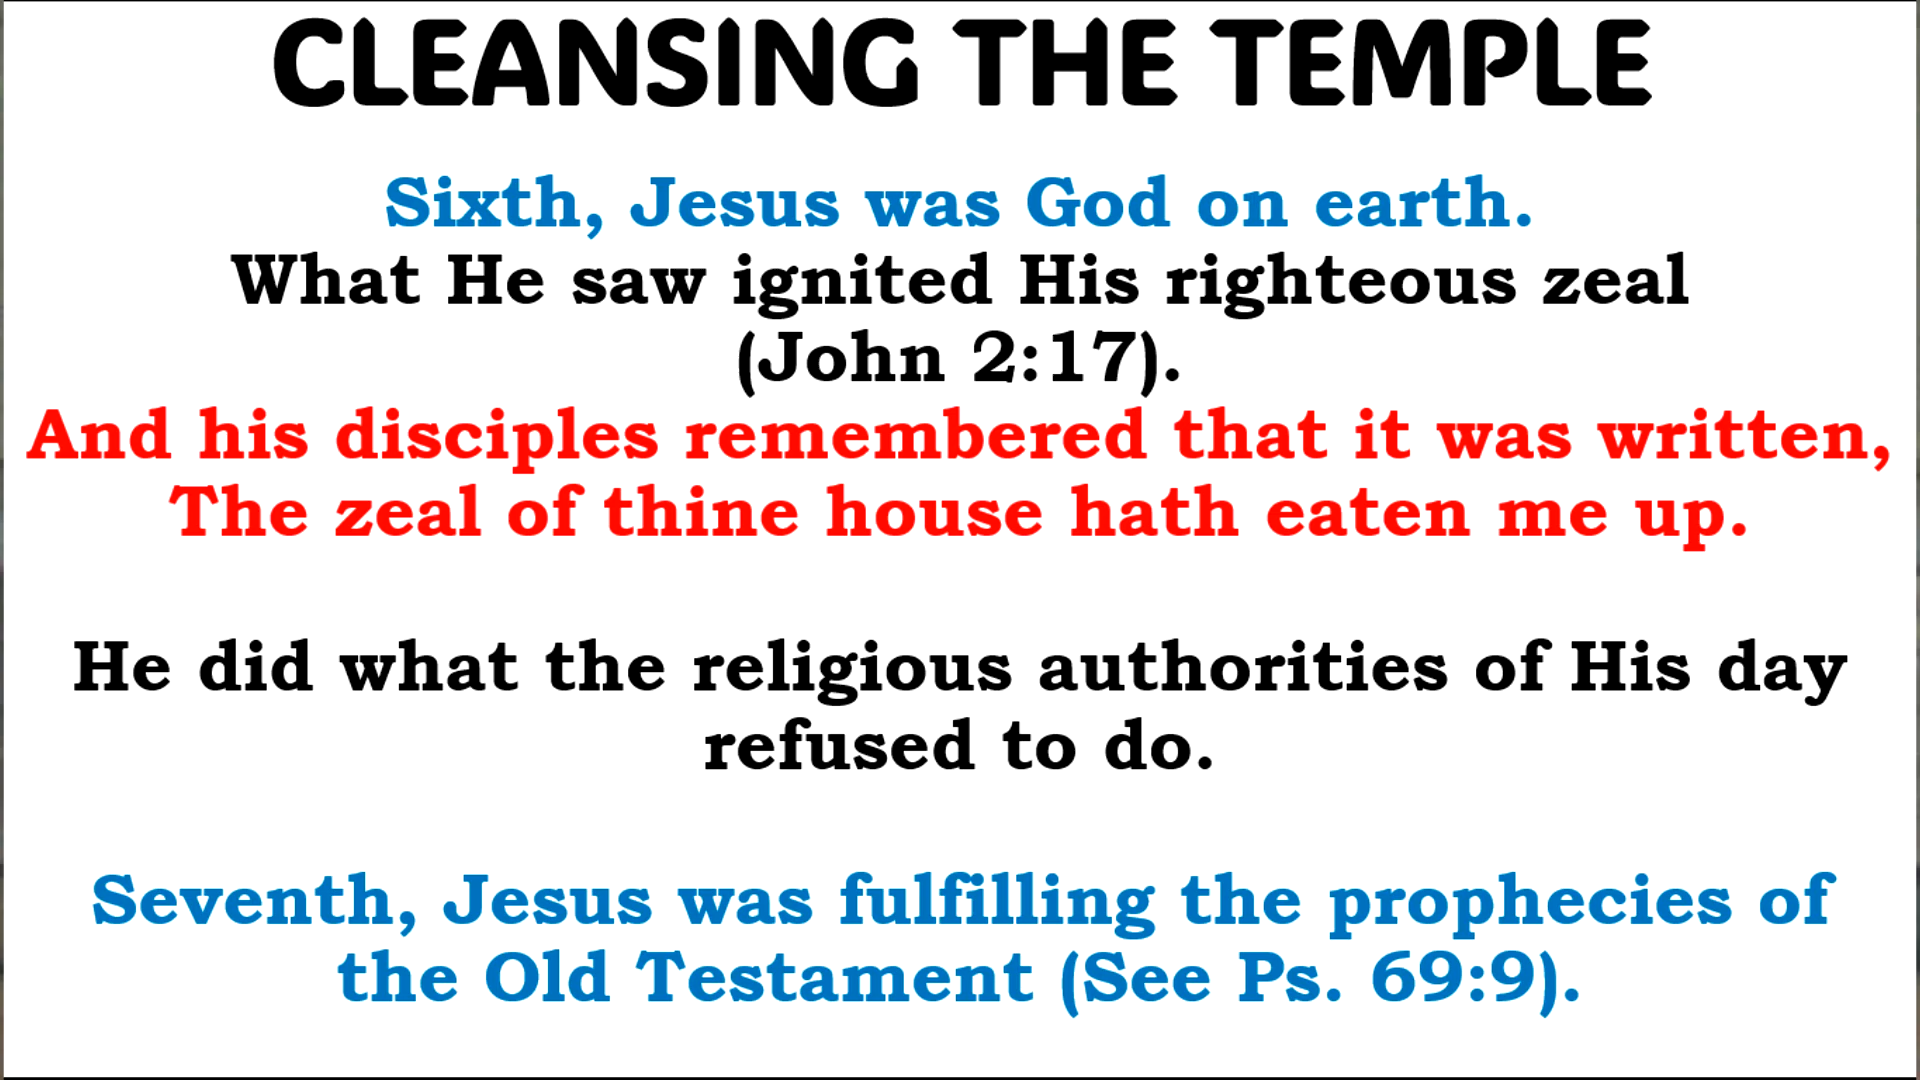 CLEANSING THE TEMPLE
Sixth, Jesus was God on earth.
What He saw ignited His righteous zeal
(John 2:17).
And his disciples remembered that it was written,
The zeal of thine house hath eaten me up.
He did what the religious authorities of His day
refused to do.
Seventh, Jesus was fulfilling the prophecies of
the Old Testament (See Ps. 69:9).